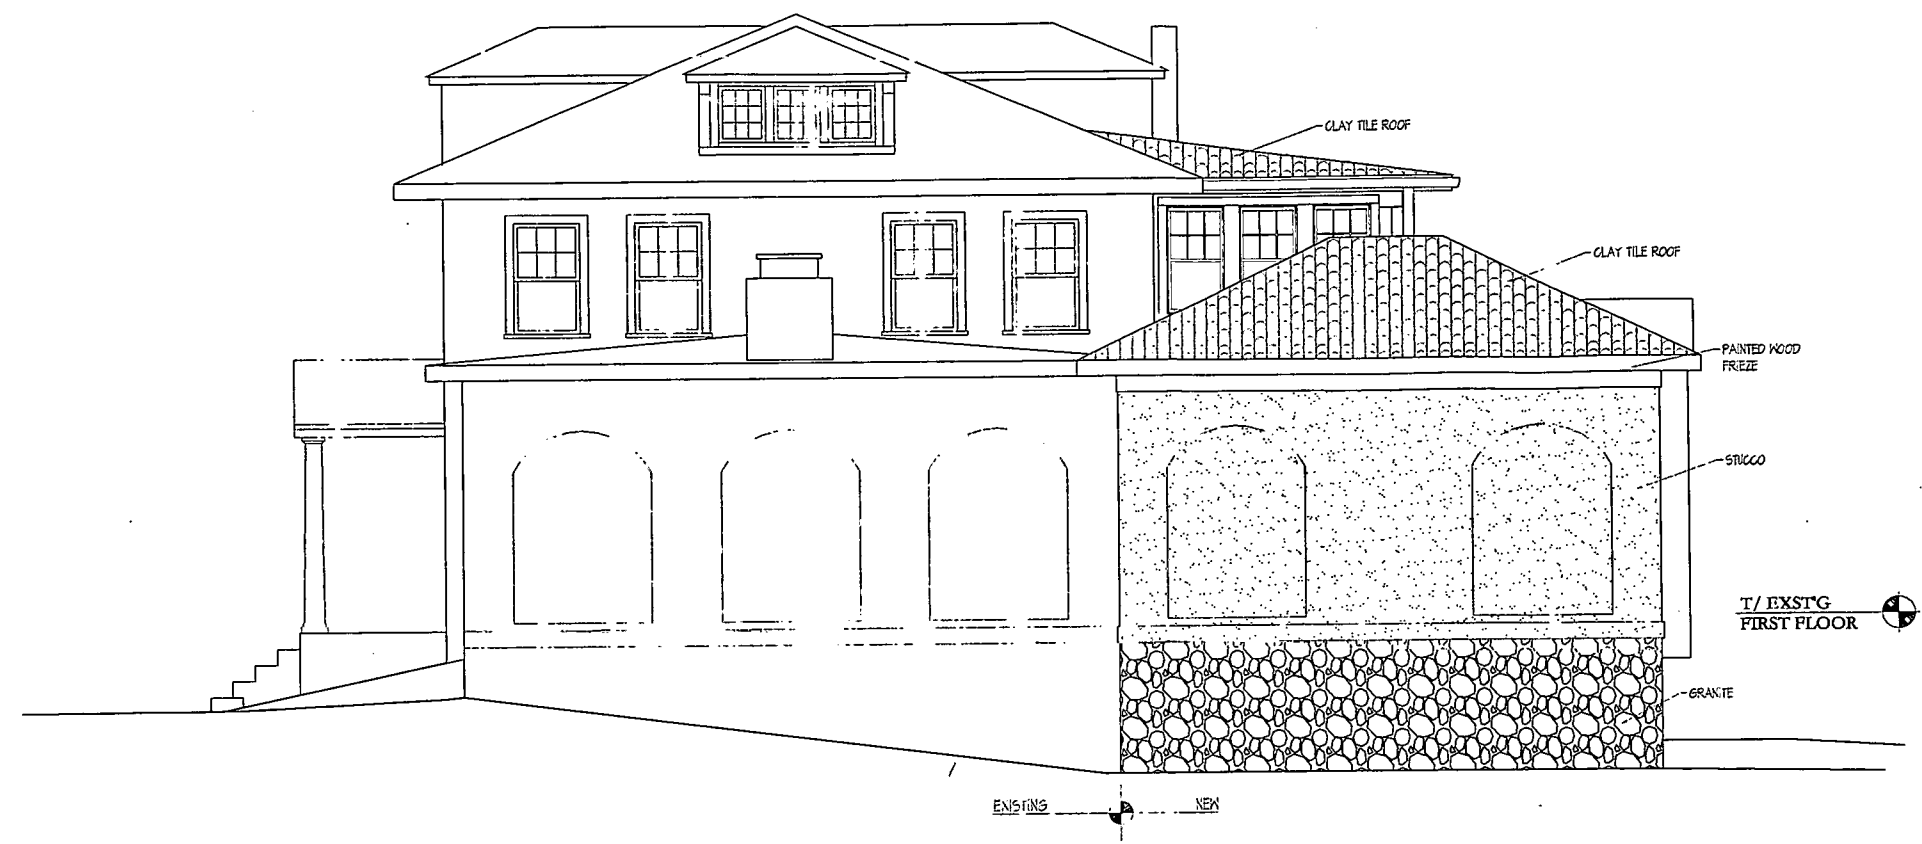 CLAY TILE ROOF
CLAY TILE ROOF
PAINTED WOOD
FRIEZE
STUCCO
T/ EXST'G
FIRST FLOOR
GRANITE
EXISTING
NEW